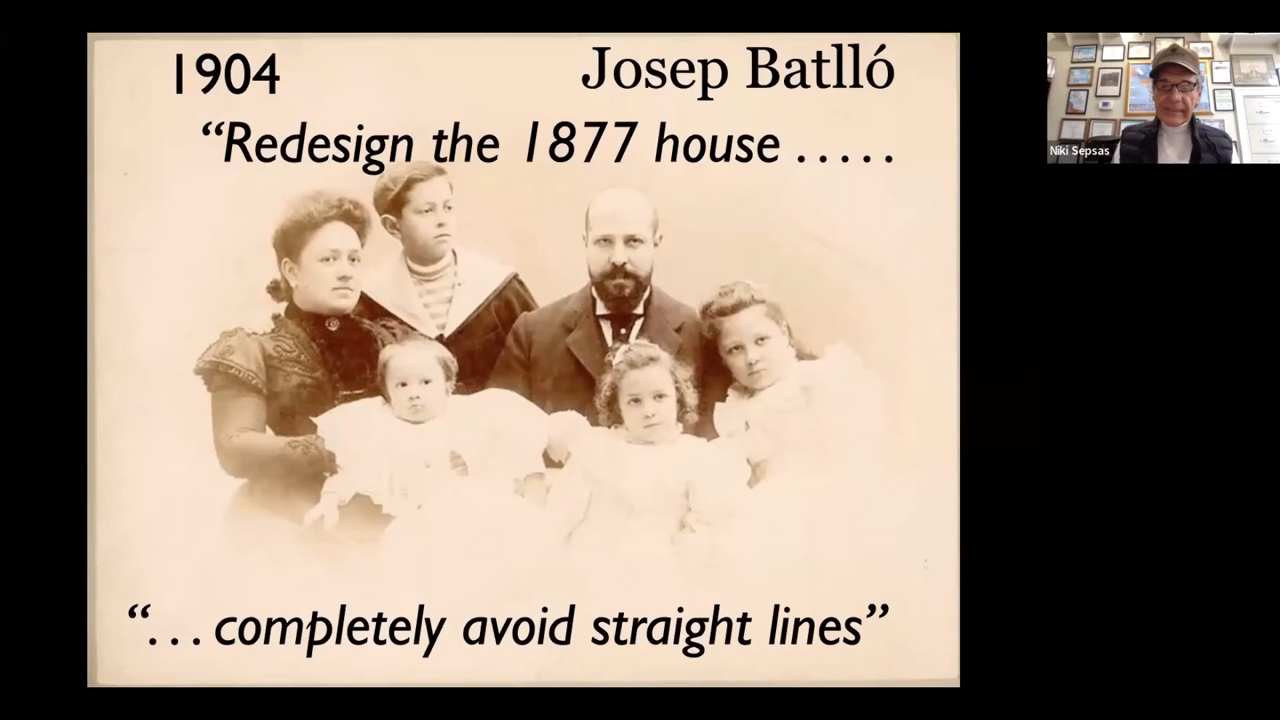 1904
Josep Batlló
“Redesign the 1877 house . . . . .
“. . . completely avoid straight lines”
Niki Sepsas